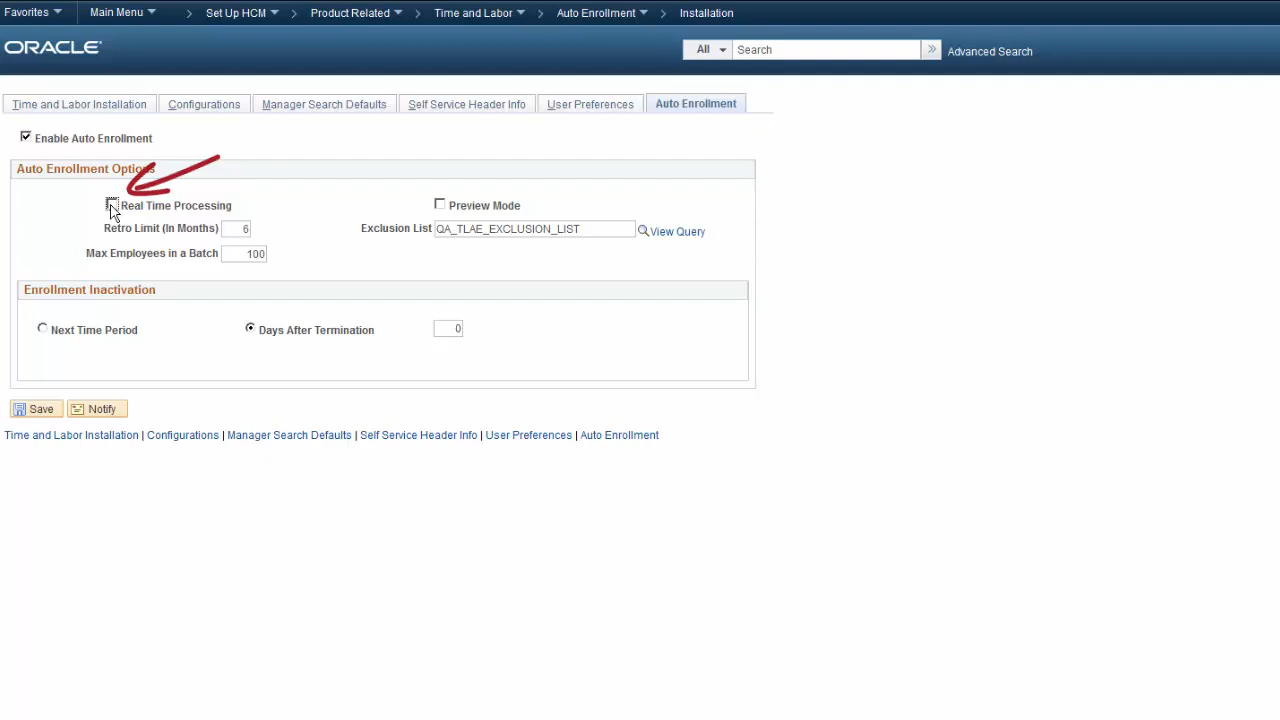 Favorites Main Menu > Set Up HCM > Product Related > Time and Labor > Auto Enrollment > Installation
ORACLE All Search Advanced Search
Time and Labor Installation Configurations Manager Search Defaults Self Service Header Info User Preferences Auto Enrollment
Enable Auto Enrollment
Auto Enrollment Options
Real Time Processing Preview Mode
Retro Limit (In Months) 6 Exclusion List QA_TLAE_EXCLUSION_LIST View Query
Max Employees in a Batch 100
Enrollment Inactivation
Next Time Period Days After Termination 0
Save Notify
Time and Labor Installation | Configurations | Manager Search Defaults | Self Service Header Info | User Preferences | Auto Enrollment